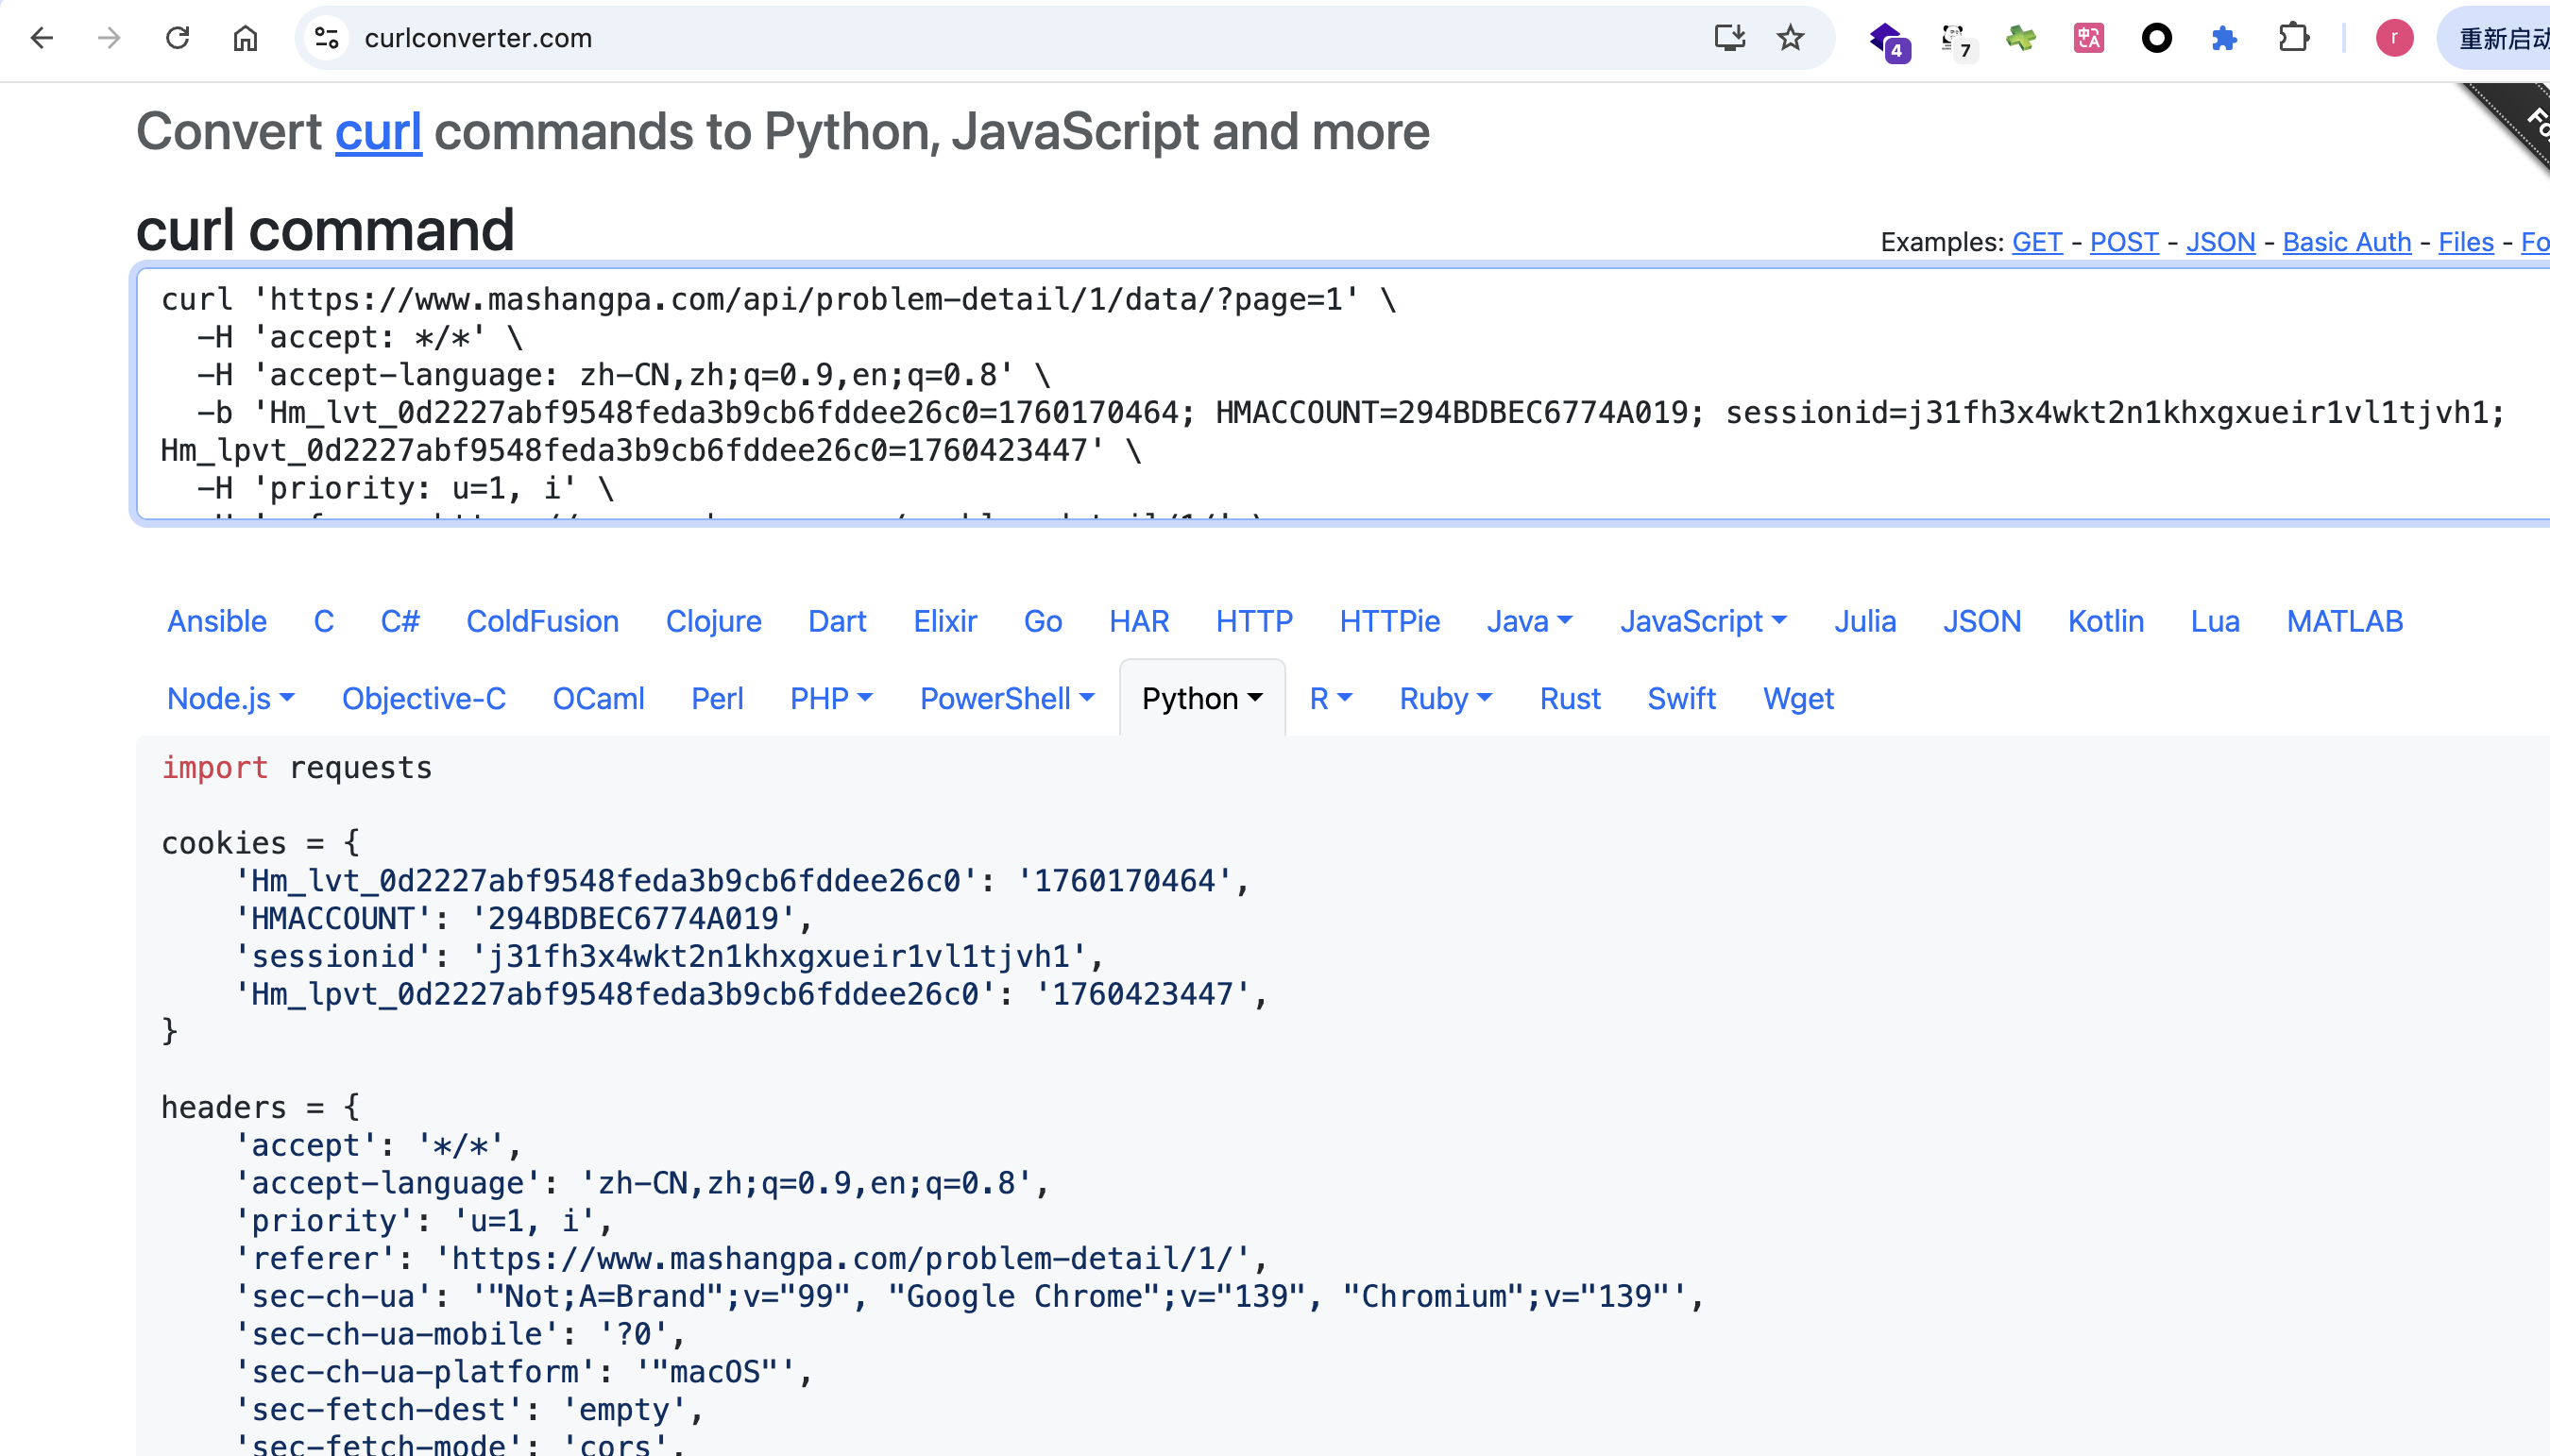 curlconverter.com
4
7
中A
r
重新启动
Convert curl commands to Python, JavaScript and more
curl command
Examples: GET - POST - JSON - Basic Auth - Files - Fo
curl 'https://www.mashangpa.com/api/problem-detail/1/data/?page=1' \
-H 'accept: */*' \
-H 'accept-language: zh-CN,zh;q=0.9,en;q=0.8' \
-b 'Hm_lvt_0d2227abf9548feda3b9cb6fddee26c0=1760170464; HMACCOUNT=294BDBEC6774A019; sessionid=j31fh3x4wkt2n1khxgxueir1vl1tjvh1;
Hm_lpvt_0d2227abf9548feda3b9cb6fddee26c0=1760423447' \
-H 'priority: u=1, i' \
Ansible C C# ColdFusion Clojure Dart Elixir Go HAR HTTP HTTPie Java JavaScript Julia JSON Kotlin Lua MATLAB
Node.js Objective-C OCaml Perl PHP PowerShell Python R Ruby Rust Swift Wget
import requests
cookies = {
'Hm_lvt_0d2227abf9548feda3b9cb6fddee26c0': '1760170464',
'HMACCOUNT': '294BDBEC6774A019',
'sessionid': 'j31fh3x4wkt2n1khxgxueir1vl1tjvh1',
'Hm_lpvt_0d2227abf9548feda3b9cb6fddee26c0': '1760423447',
}
headers = {
'accept': '*/*',
'accept-language': 'zh-CN,zh;q=0.9,en;q=0.8',
'priority': 'u=1, i',
'referer': 'https://www.mashangpa.com/problem-detail/1/',
'sec-ch-ua': '"Not;A=Brand";v="99", "Google Chrome";v="139", "Chromium";v="139"',
'sec-ch-ua-mobile': '?0',
'sec-ch-ua-platform': '"macOS"',
'sec-fetch-dest': 'empty',
'sec-fetch-mode': 'cors',